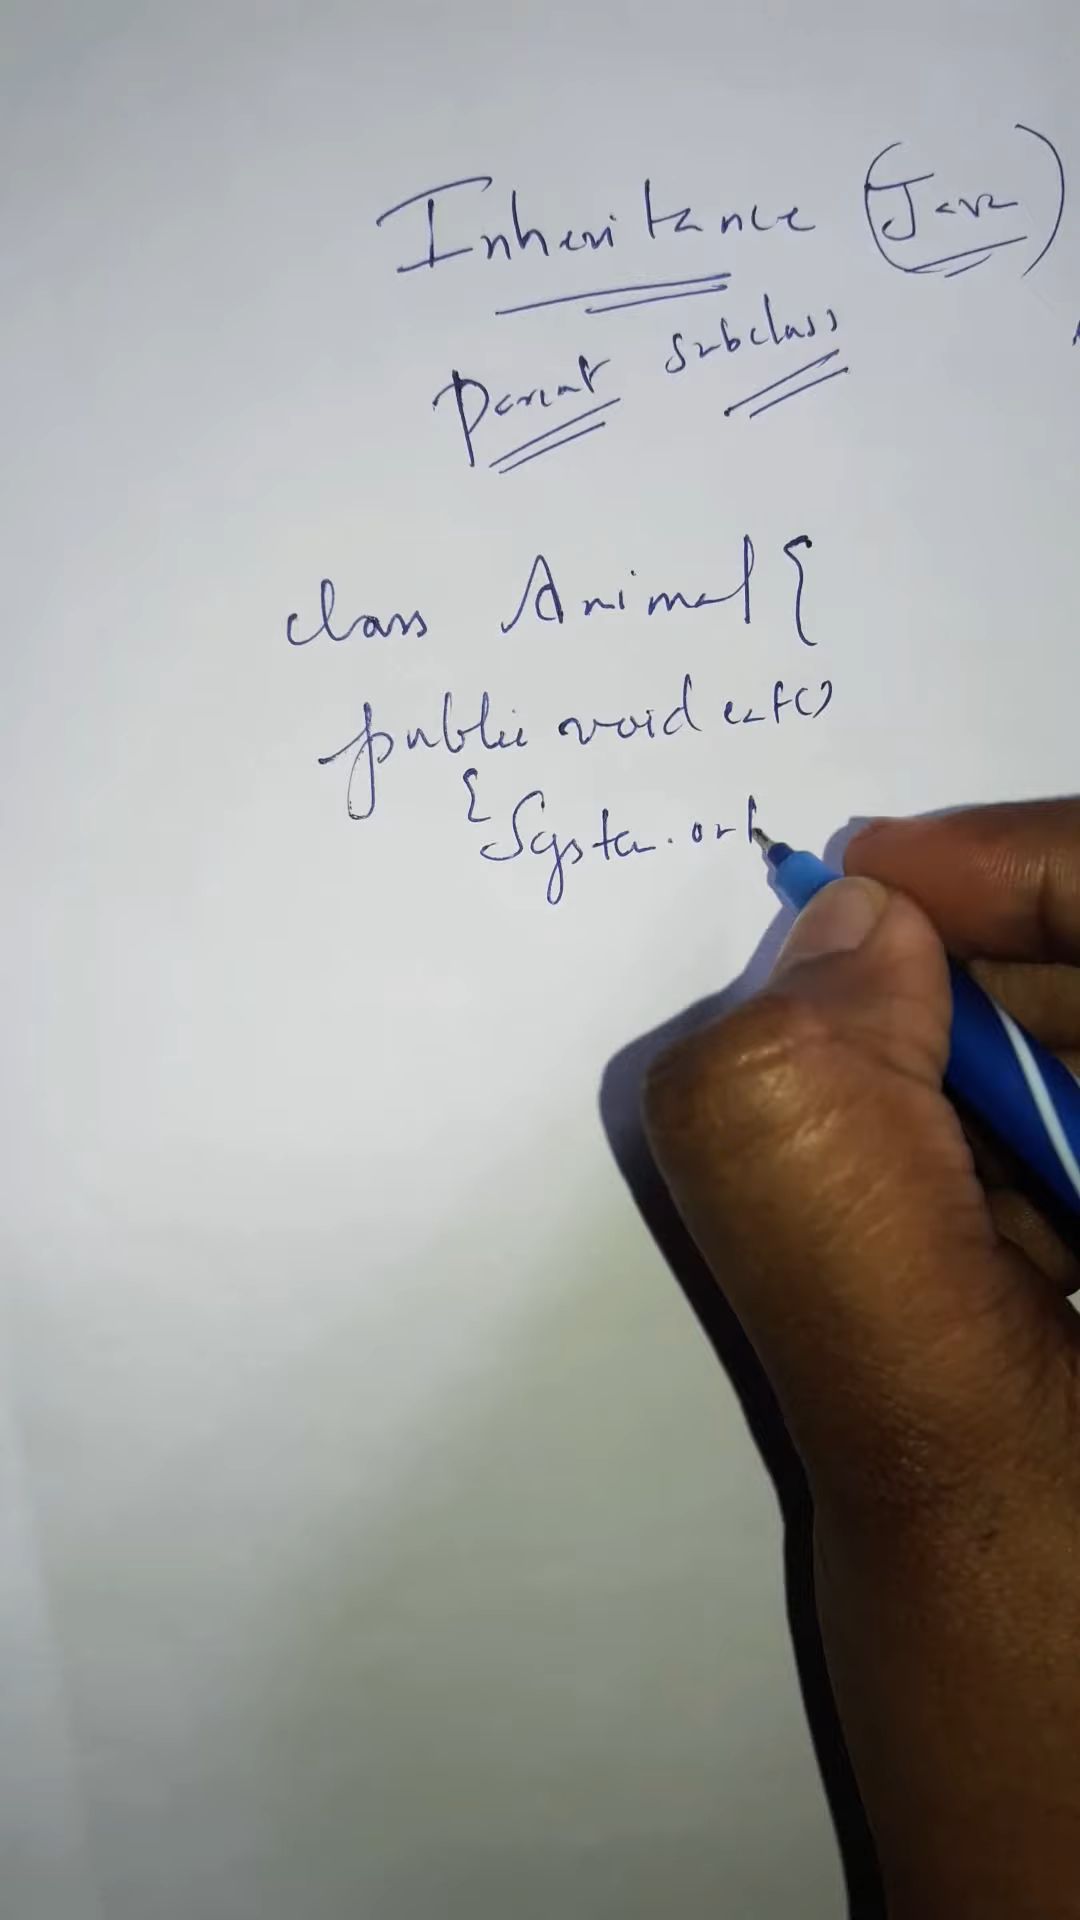 Inheritance (Java)
Parent subclass
class Animal {
public void eat()
{
System.out